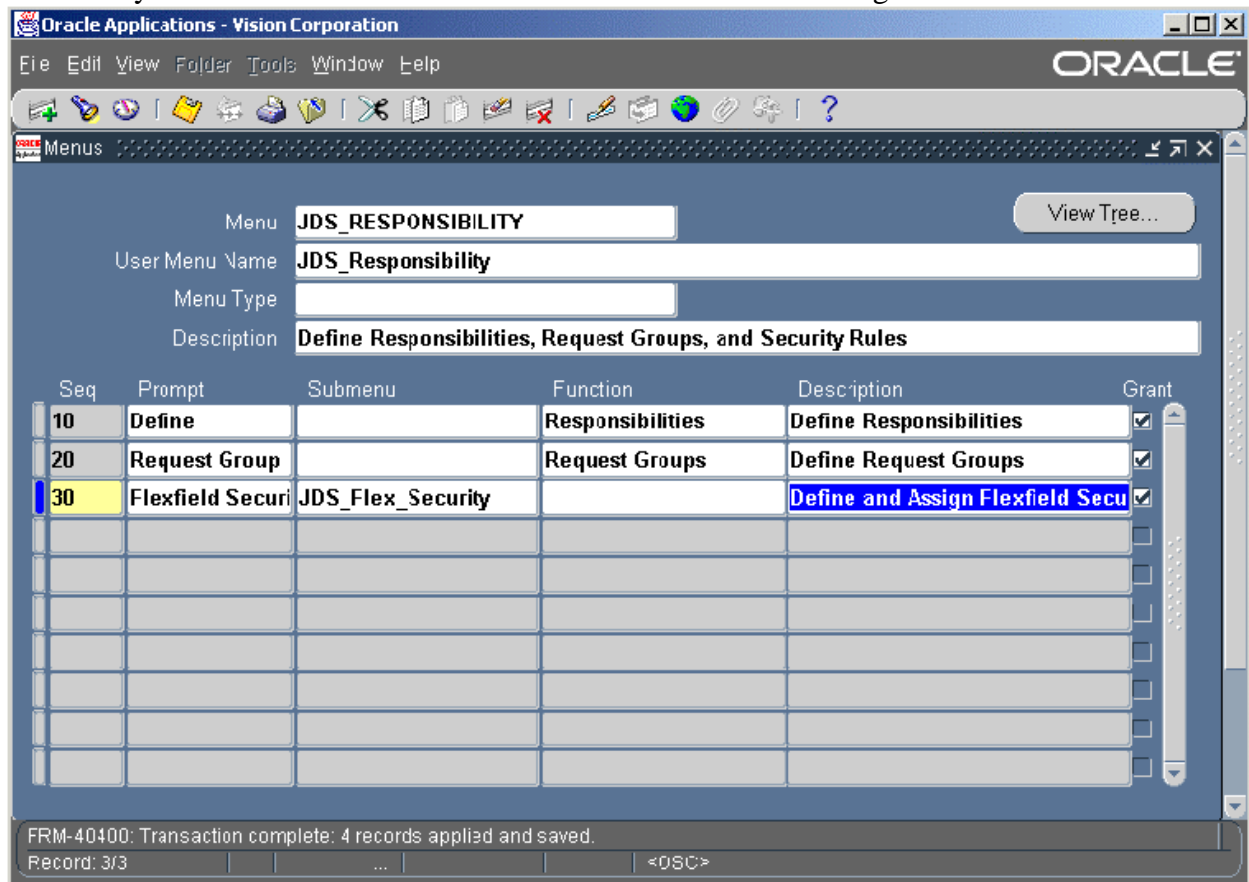 Oracle Applications - Vision Corporation
File Edit View Folder Tools Window Help
ORACLE
Menus
View Tree...
Menu JDS_RESPONSIBILITY
User Menu Name JDS_Responsibility
Menu Type
Description Define Responsibilities, Request Groups, and Security Rules
Seq Prompt Submenu Function Description Grant
10 Define Responsibilities Define Responsibilities
20 Request Group Request Groups Define Request Groups
30 Flexfield Securi JDS_Flex_Security Define and Assign Flexfield Secu
FRM-40400: Transaction complete: 4 records applied and saved.
Record: 3/3 ... <OSC>